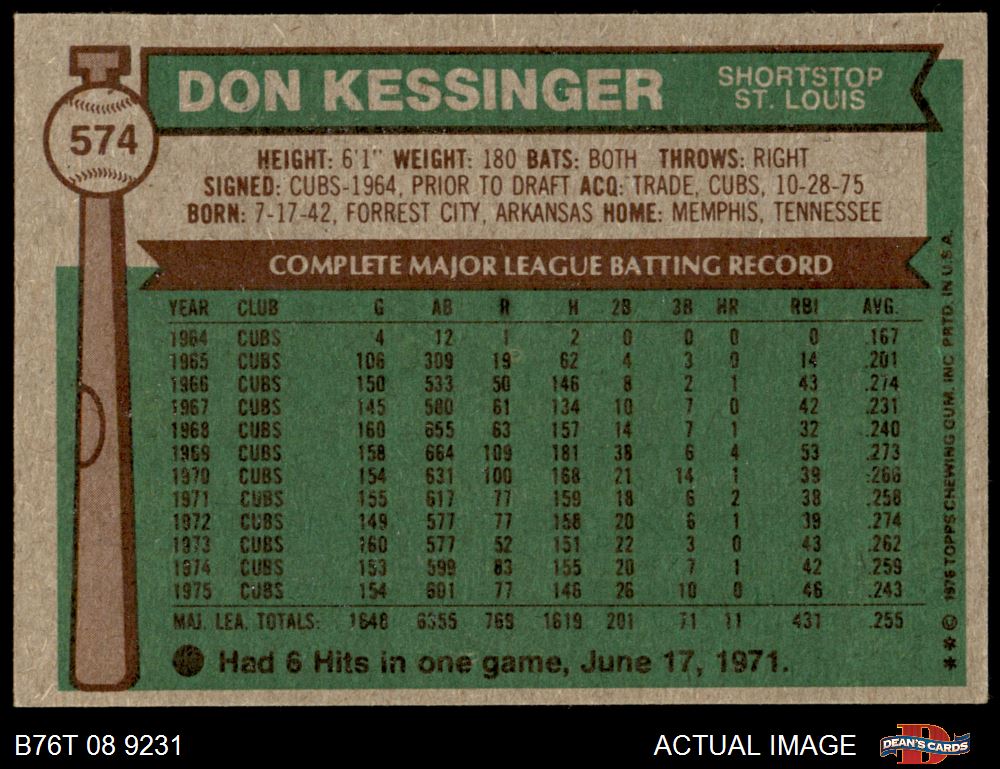 DON KESSINGER
SHORTSTOP
ST. LOUIS
574
HEIGHT: 6'1" WEIGHT: 180 BATS: BOTH THROWS: RIGHT
SIGNED: CUBS-1964, PRIOR TO DRAFT ACQ: TRADE, CUBS, 10-28-75
BORN: 7-17-42, FORREST CITY, ARKANSAS HOME: MEMPHIS, TENNESSEE
COMPLETE MAJOR LEAGUE BATTING RECORD
YEAR CLUB G AB R H 2B 3B HR RBI AVG.
1964 CUBS 4 12 1 2 0 0 0 0 .167
1965 CUBS 106 309 19 62 4 3 0 14 .201
1966 CUBS 150 533 50 146 8 2 1 43 .274
1967 CUBS 145 580 61 134 10 7 0 42 .231
1968 CUBS 160 655 63 157 14 7 1 32 .240
1969 CUBS 158 664 109 181 38 6 4 53 .273
1970 CUBS 154 631 100 168 21 14 1 39 .266
1971 CUBS 155 617 77 159 18 6 2 38 .258
1972 CUBS 149 577 77 158 20 6 1 39 .274
1973 CUBS 160 577 52 151 22 3 0 43 .262
1974 CUBS 153 599 83 155 20 7 1 42 .259
1975 CUBS 154 601 77 146 26 10 0 46 .243
MAJ. LEA. TOTALS: 1648 6355 769 1619 201 71 11 431 .255
Had 6 Hits in one game, June 17, 1971.
** © 1976 TOPPS CHEWING GUM, INC. PRTD. IN U.S.A.
B76T 08 9231
ACTUAL IMAGE
D
DEAN'S CARDS